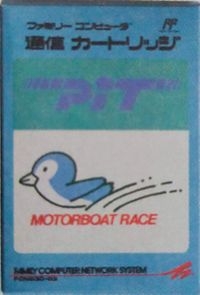 ファミリー コンピュータ
通信 カートリッジ
PIT
MOTORBOAT RACE
FAMILY COMPUTER NETWORK SYSTEM